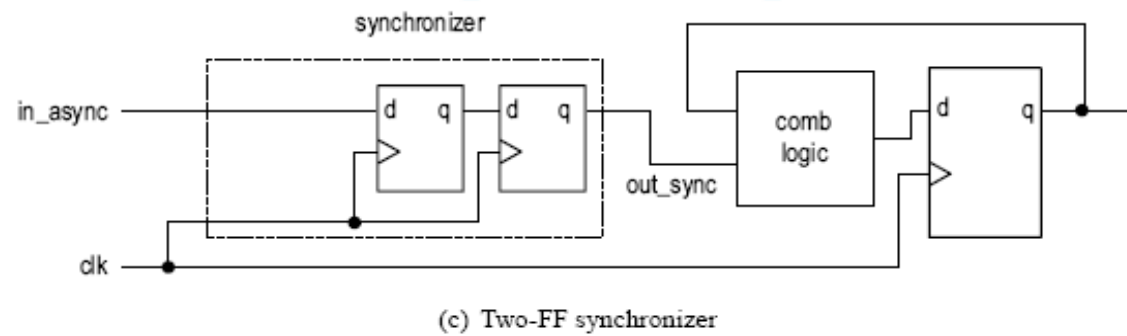 synchronizer
in_async
d q
d q
comb
logic
d q
out_sync
clk
(c) Two-FF synchronizer